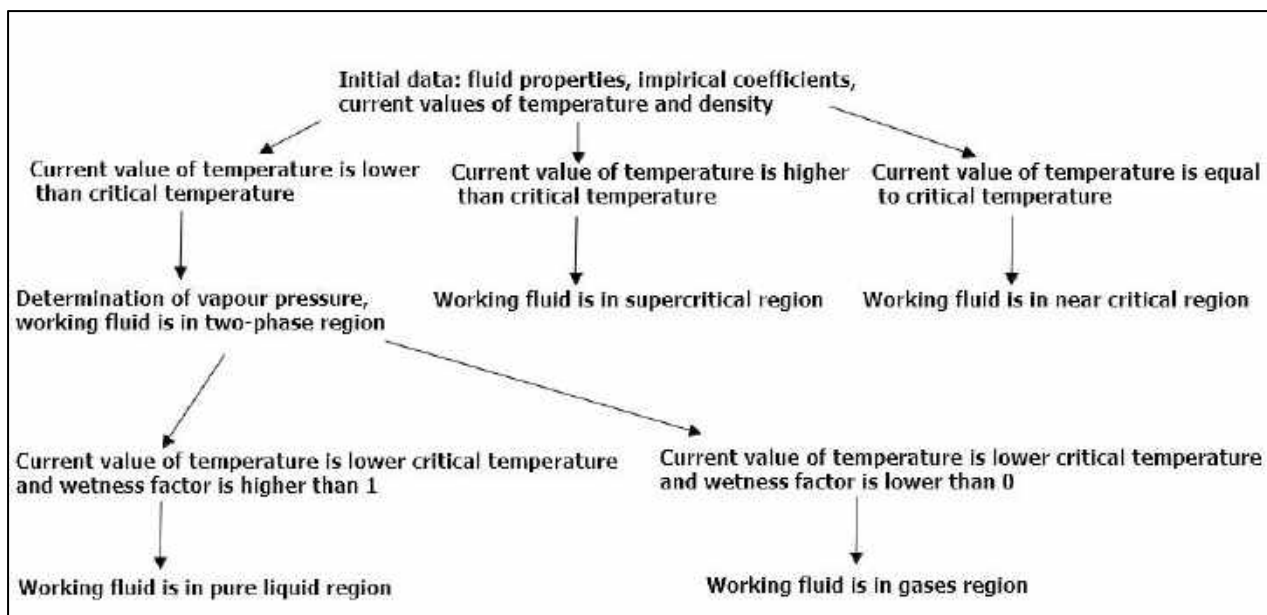 Initial data: fluid properties, impirical coefficients,
current values of temperature and density
Current value of temperature is lower
than critical temperature
Current value of temperature is higher
than critical temperature
Current value of temperature is equal
to critical temperature
Determination of vapour pressure,
working fluid is in two-phase region
Working fluid is in supercritical region
Working fluid is in near critical region
Current value of temperature is lower critical temperature
and wetness factor is higher than 1
Current value of temperature is lower critical temperature
and wetness factor is lower than 0
Working fluid is in pure liquid region
Working fluid is in gases region